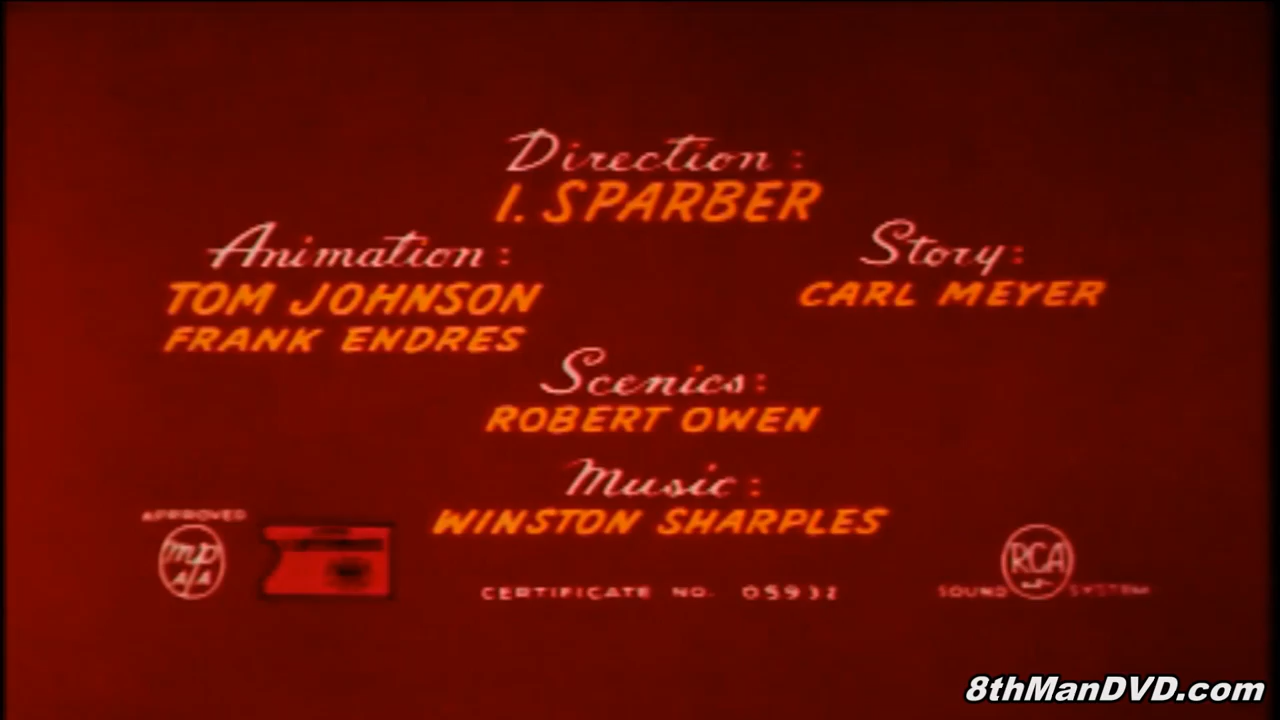 Direction:
I. SPARBER
Animation:
TOM JOHNSON
FRANK ENDRES
Story:
CARL MEYER
Scenics:
ROBERT OWEN
Music:
WINSTON SHARPLES
APPROVED
MPAA
CERTIFICATE NO.
RCA
SOUND SYSTEM
8thManDVD.com